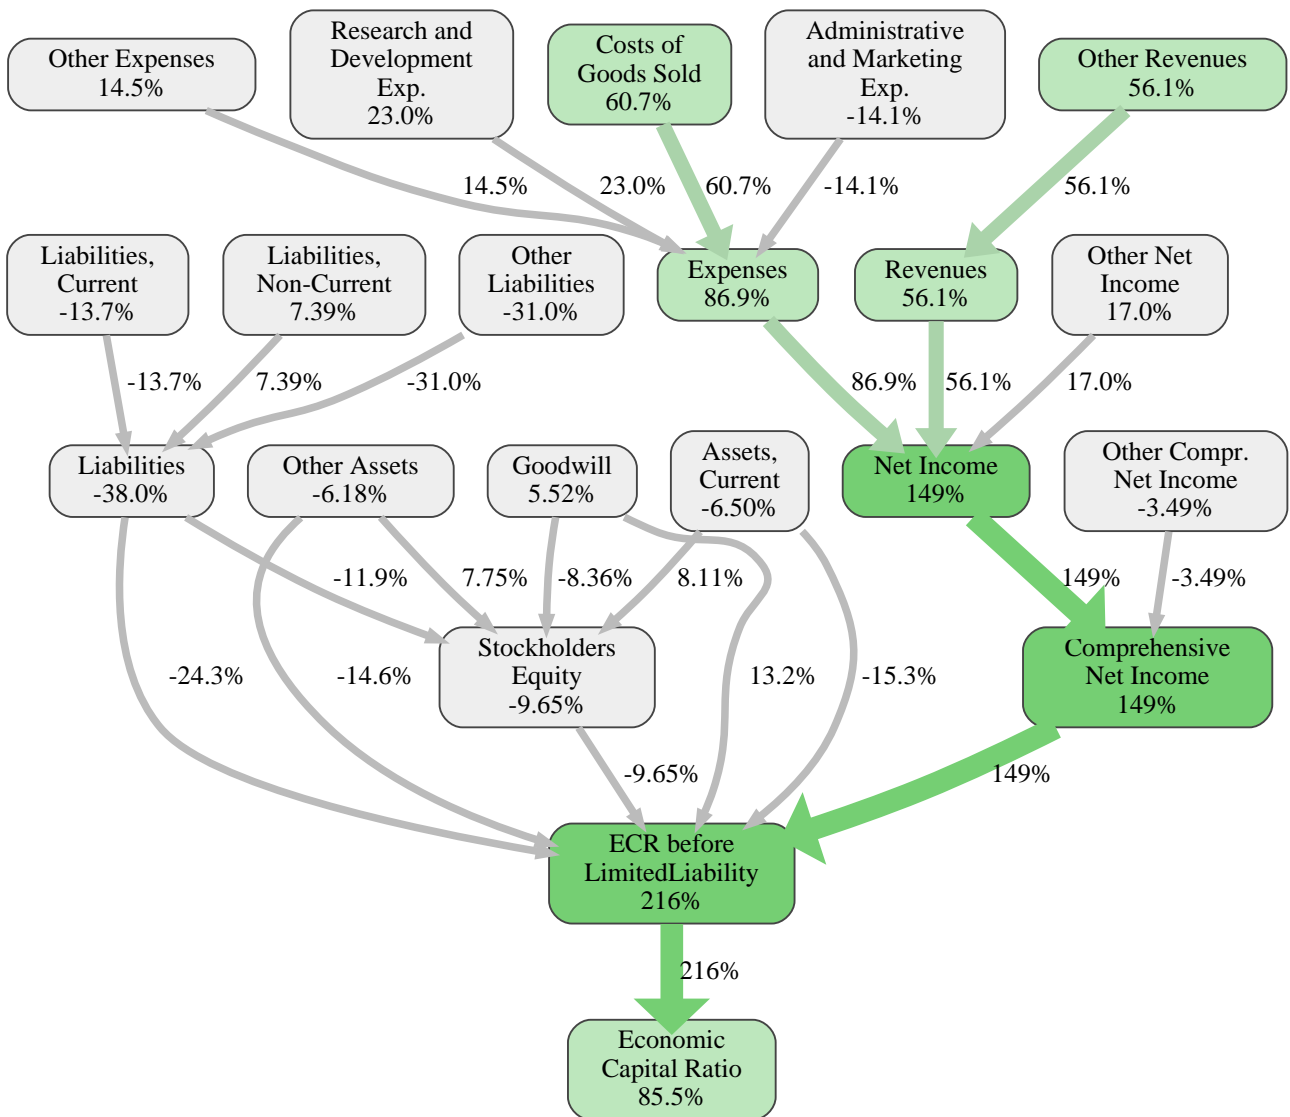 Other Expenses
14.5%
Research and
Development
Exp.
23.0%
Costs of
Goods Sold
60.7%
Administrative
and Marketing
Exp.
-14.1%
Other Revenues
56.1%
14.5%
23.0%
60.7%
-14.1%
56.1%
Liabilities,
Current
-13.7%
Liabilities,
Non-Current
7.39%
Other
Liabilities
-31.0%
Expenses
86.9%
Revenues
56.1%
Other Net
Income
17.0%
-13.7%
7.39%
-31.0%
86.9%
56.1%
17.0%
Liabilities
-38.0%
Other Assets
-6.18%
Goodwill
5.52%
Assets,
Current
-6.50%
Net Income
149%
Other Compr.
Net Income
-3.49%
-11.9%
7.75%
-8.36%
8.11%
149%
-3.49%
Stockholders
Equity
-9.65%
Comprehensive
Net Income
149%
-24.3%
-14.6%
13.2%
-15.3%
-9.65%
149%
ECR before
LimitedLiability
216%
216%
Economic
Capital Ratio
85.5%